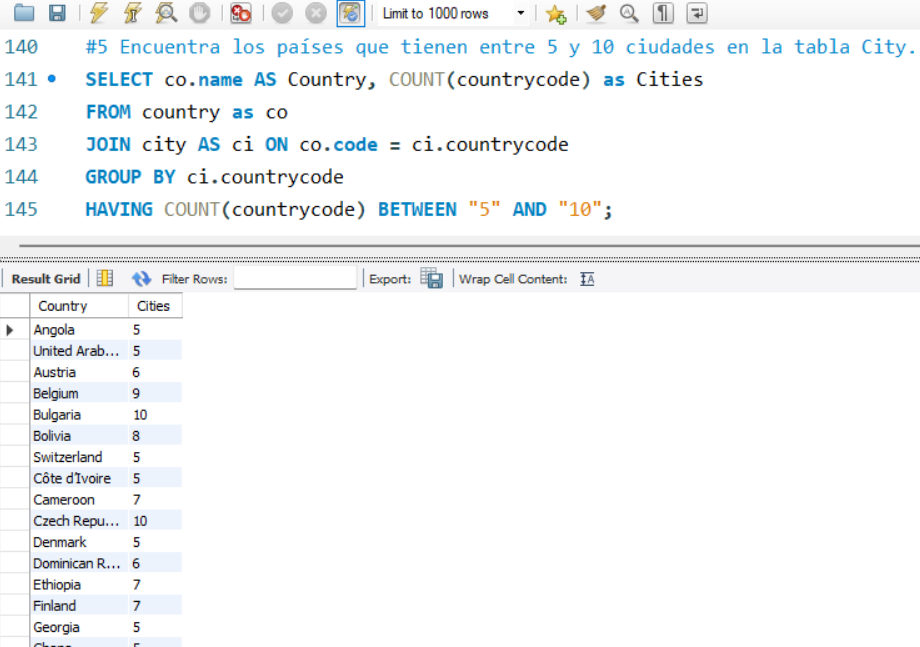 Limit to 1000 rows
140 #5 Encuentra los países que tienen entre 5 y 10 ciudades en la tabla City.
141 SELECT co.name AS Country, COUNT(countrycode) as Cities
142 FROM country as co
143 JOIN city AS ci ON co.code = ci.countrycode
144 GROUP BY ci.countrycode
145 HAVING COUNT(countrycode) BETWEEN "5" AND "10";
Result Grid Filter Rows: Export: Wrap Cell Content: IA
Country Cities
Angola 5
United Arab... 5
Austria 6
Belgium 9
Bulgaria 10
Bolivia 8
Switzerland 5
Côte d'Ivoire 5
Cameroon 7
Czech Repu... 10
Denmark 5
Dominican R... 6
Ethiopia 7
Finland 7
Georgia 5